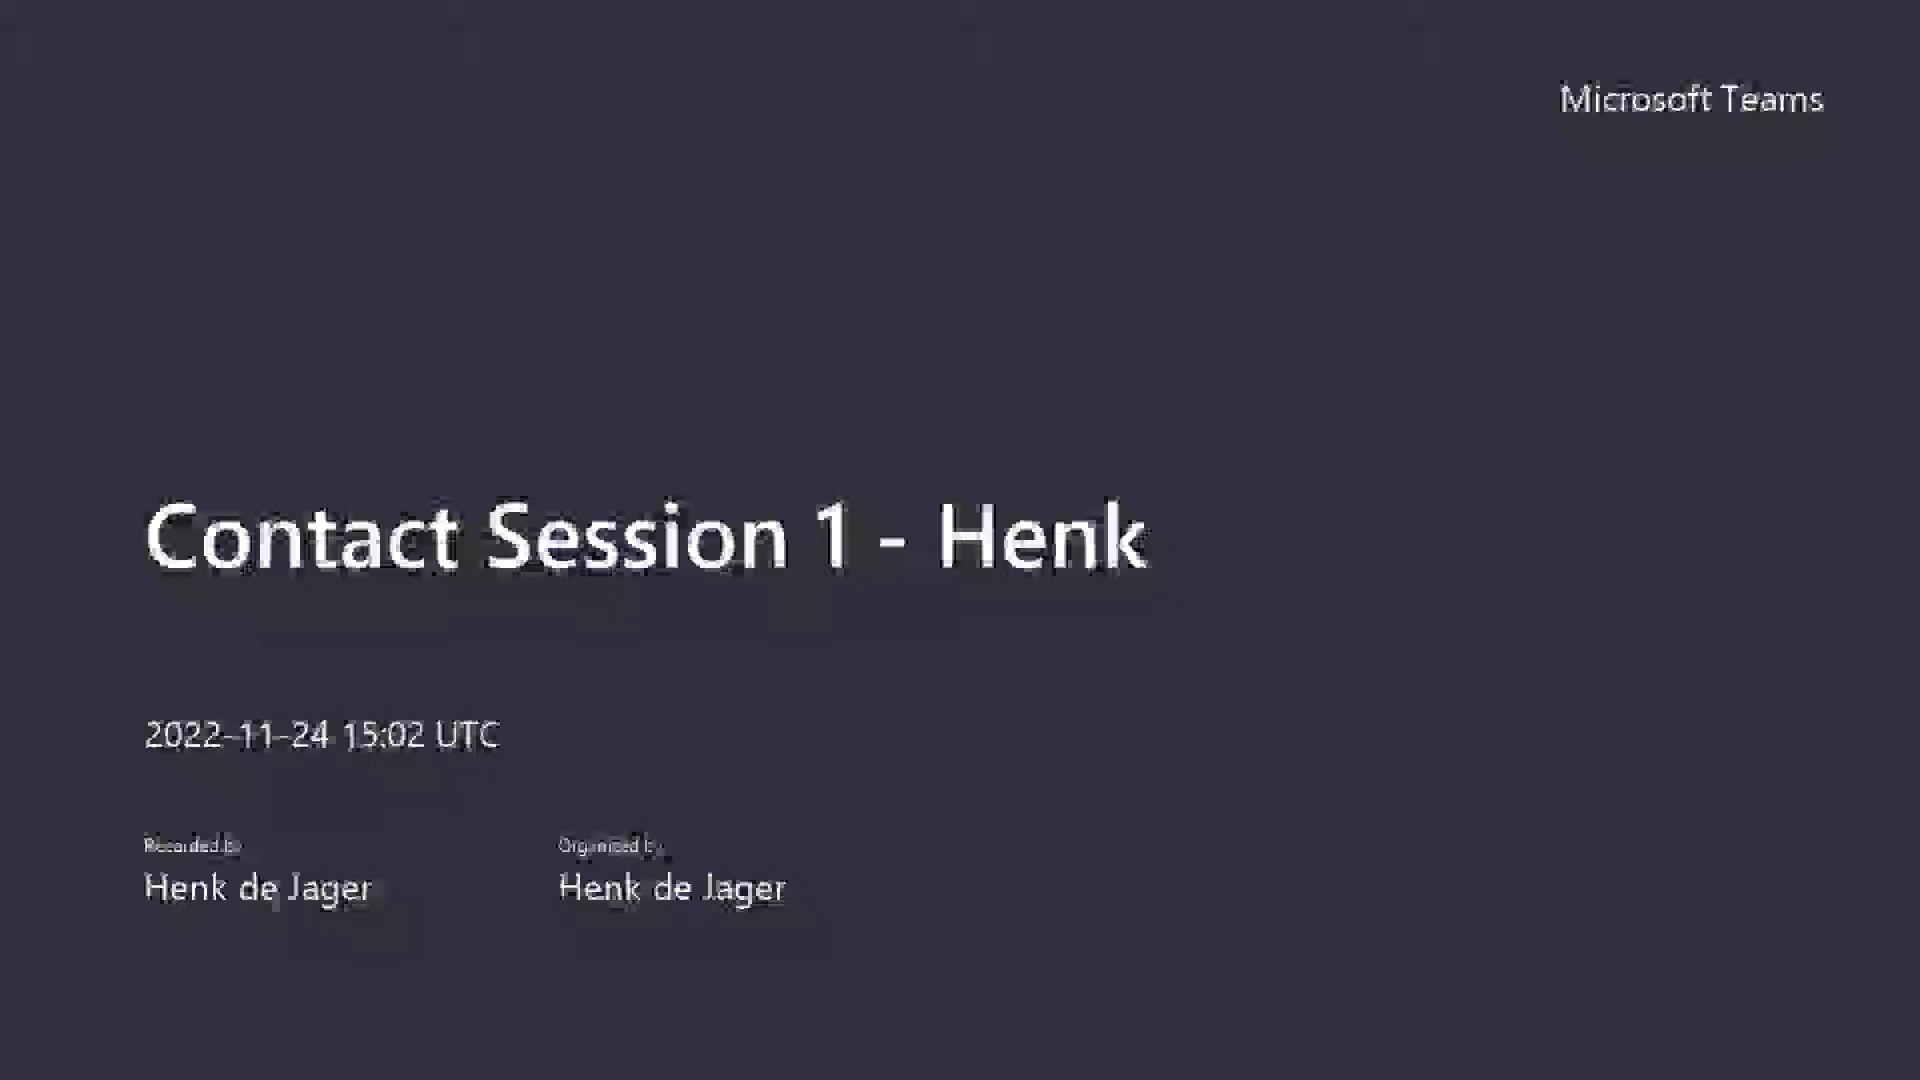 Microsoft Teams
Contact Session 1 - Henk
2022-11-24 15:02 UTC
Recorded by
Organized by
Henk de Jager
Henk de Jager